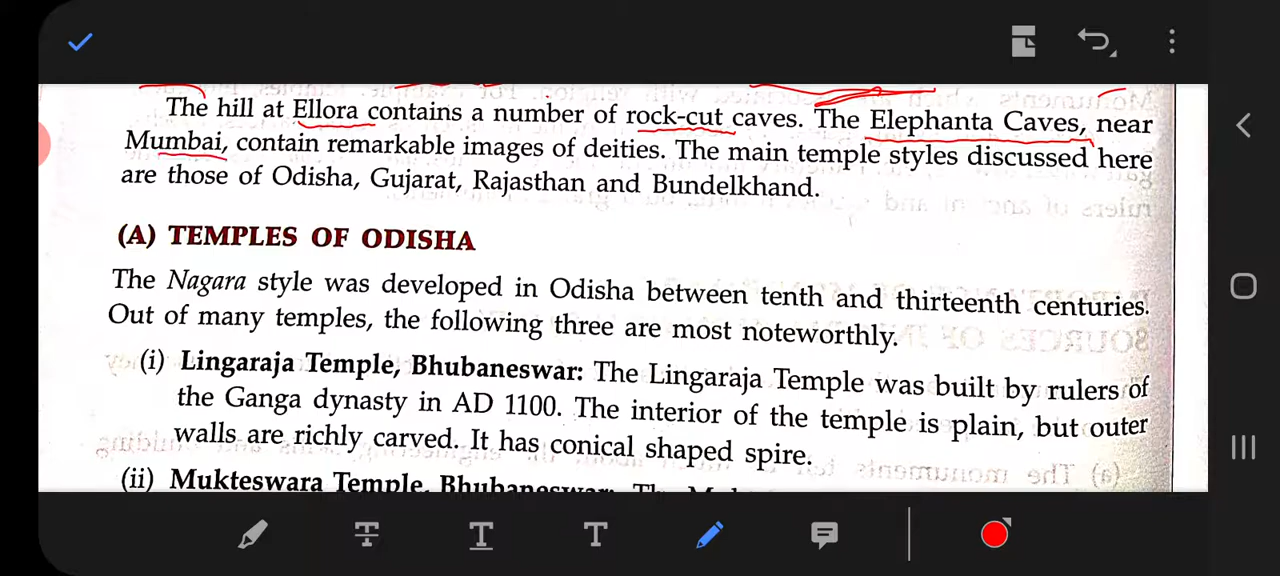 The hill at Ellora contains a number of rock-cut caves. The Elephanta Caves, near
Mumbai, contain remarkable images of deities. The main temple styles discussed here
are those of Odisha, Gujarat, Rajasthan and Bundelkhand.
(A) TEMPLES OF ODISHA
The Nagara style was developed in Odisha between tenth and thirteenth centuries.
Out of many temples, the following three are most noteworthly.
(i) Lingaraja Temple, Bhubaneswar: The Lingaraja Temple was built by rulers of
the Ganga dynasty in AD 1100. The interior of the temple is plain, but outer
walls are richly carved. It has conical shaped spire.
(ii) Mukteswara Temple, Bhubaneswar: The